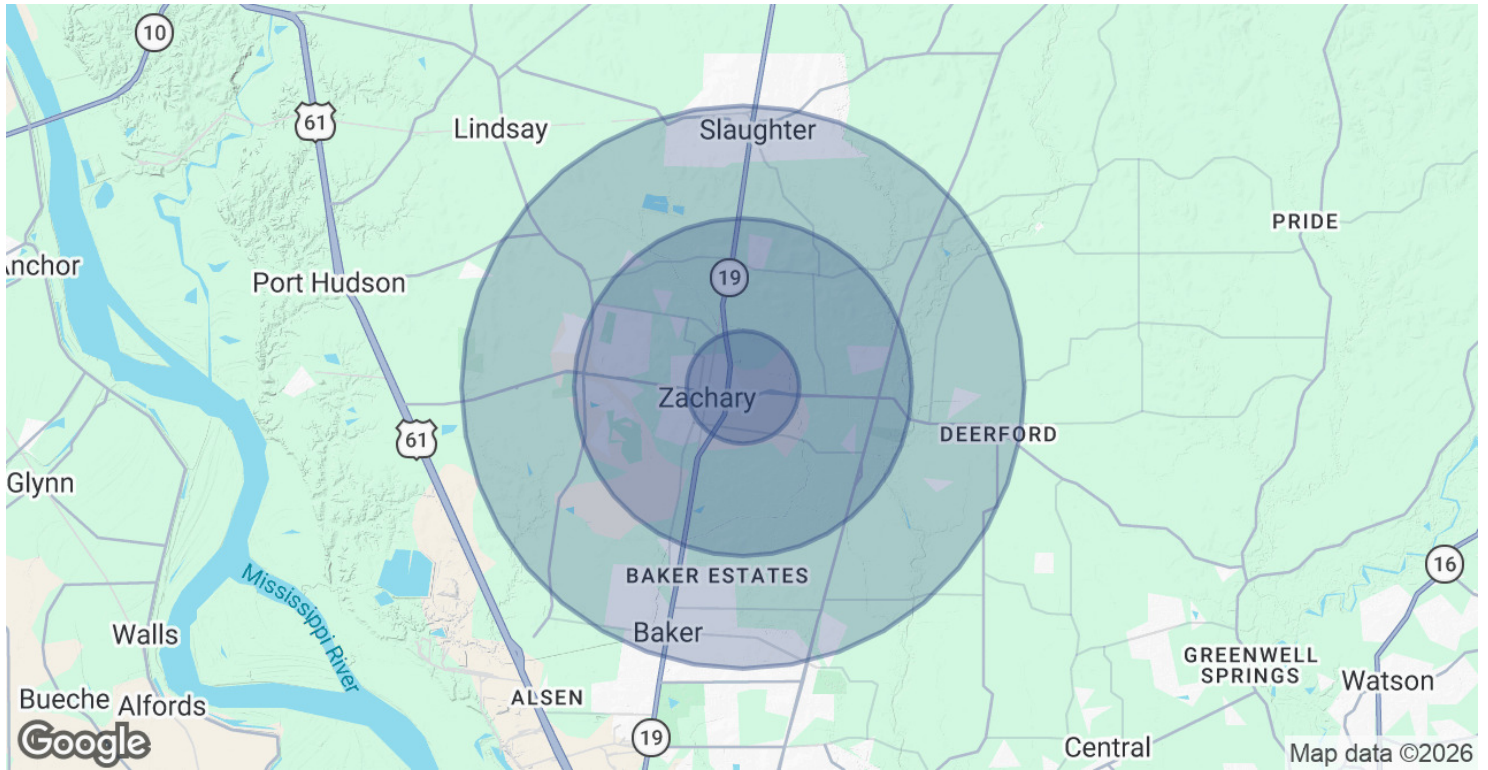 10
61
Lindsay
Slaughter
PRIDE
nchor
Port Hudson
19
Zachary
61
DEERFORD
Glynn
BAKER ESTATES
16
Mississippi River
Walls
Baker
GREENWELL
SPRINGS
Watson
Bueche
Alfords
ALSEN
19
Central
Google
Map data ©2026